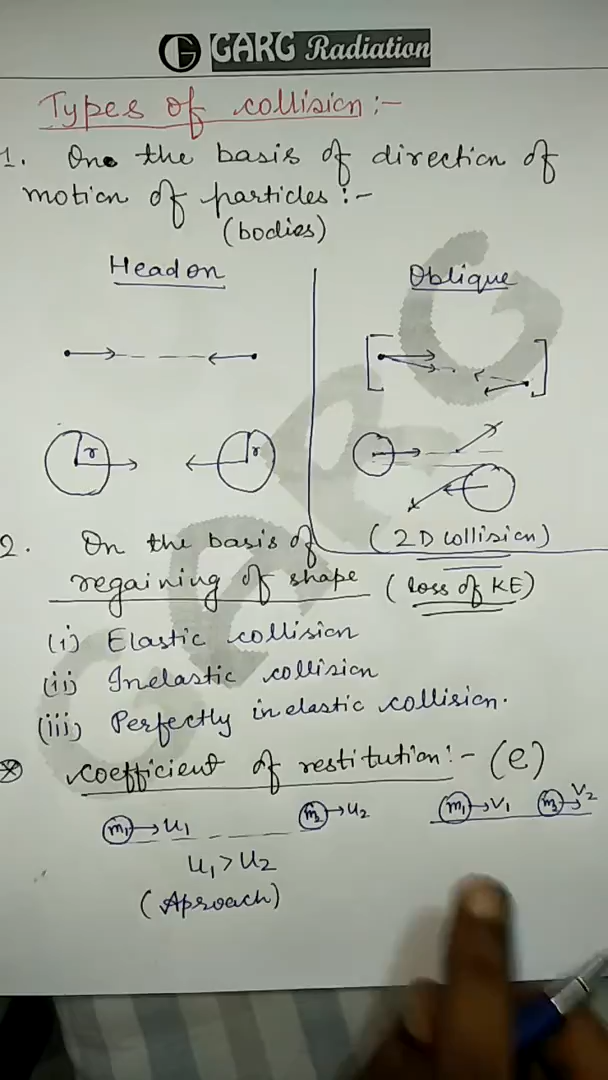 G GARG Radiation
Types of collision:-
1. One the basis of direction of
motion of particles:-
(bodies)
Head on
Oblique
r
r
2. On the basis of
(2D collision)
regaining of shape (loss of KE)
(i) Elastic collision
(ii) Inelastic collision
(iii) Perfectly inelastic collision.
* Coefficient of restitution:- (e)
m1 → u1
m2 → u2
m1 → v1
m2 → v2
u1 > u2
(Aproach)
GARG